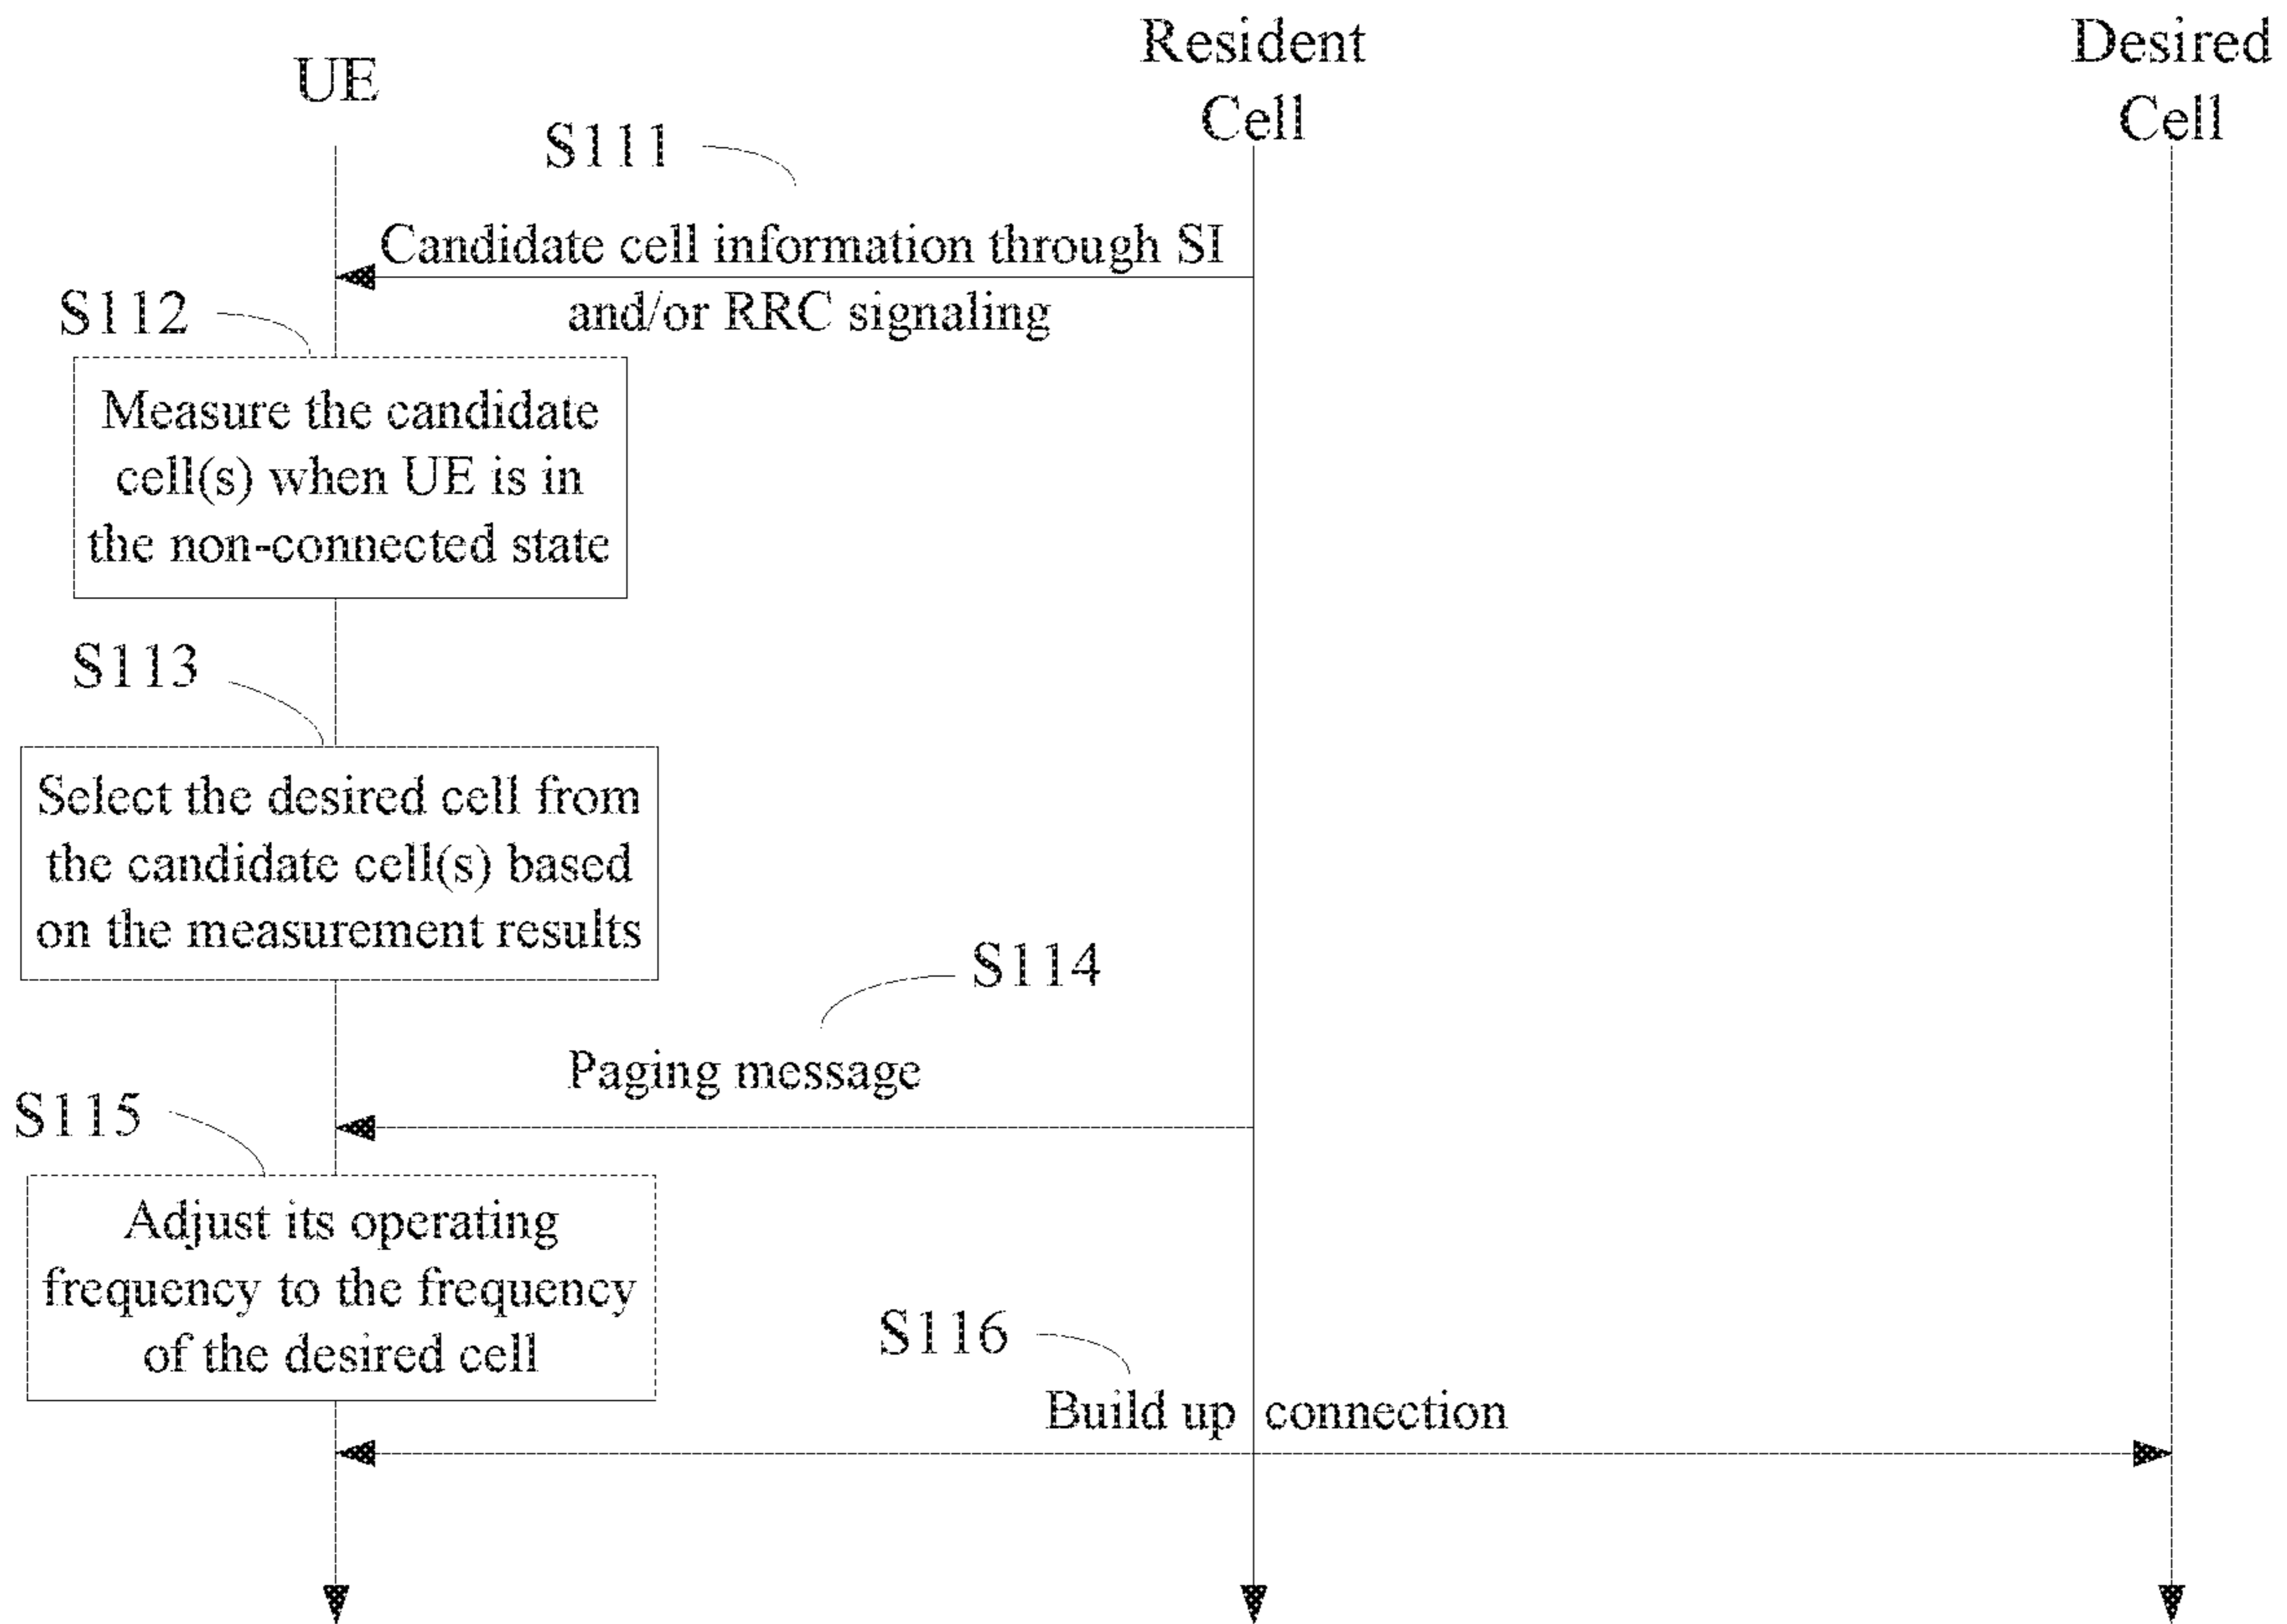 UE
Resident
Cell
Desired
Cell
S111
Candidate cell information through SI
and/or RRC signaling
S112
Measure the candidate
cell(s) when UE is in
the non-connected state
S113
Select the desired cell from
the candidate cell(s) based
on the measurement results
S114
Paging message
S115
Adjust its operating
frequency to the frequency
of the desired cell
S116
Build up connection